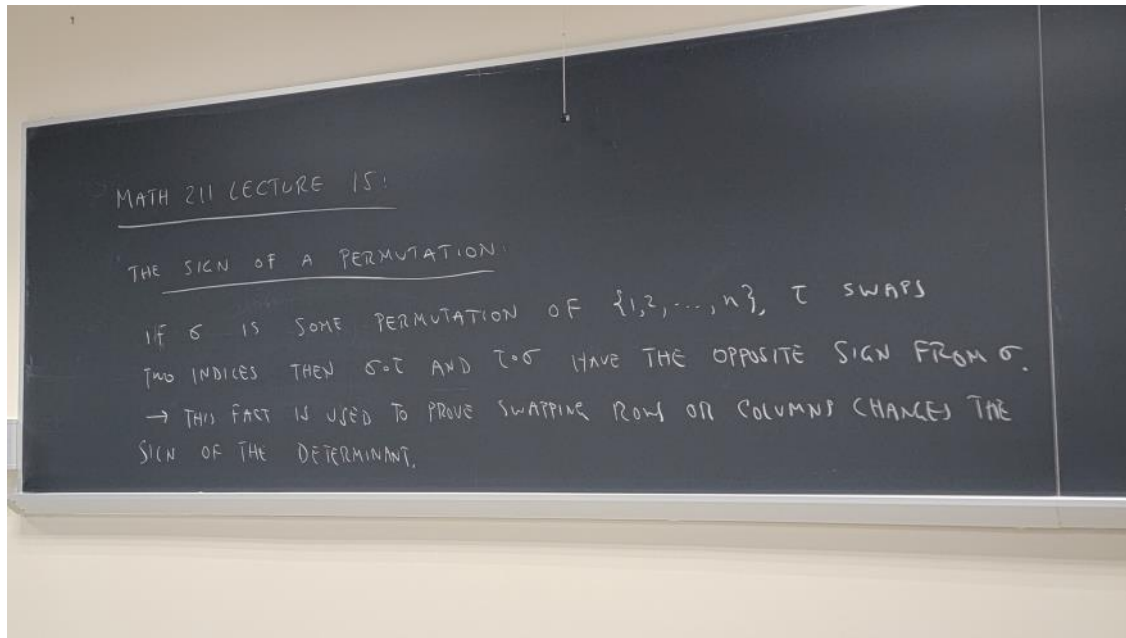 MATH 211 LECTURE 15:
THE SIGN OF A PERMUTATION:
IF σ IS SOME PERMUTATION OF {1,2,...,n}, τ SWAPS
TWO INDICES THEN σ∘τ AND τ∘σ HAVE THE OPPOSITE SIGN FROM σ.
→ THIS FACT IS USED TO PROVE SWAPPING ROWS OR COLUMNS CHANGES THE
SIGN OF THE DETERMINANT.